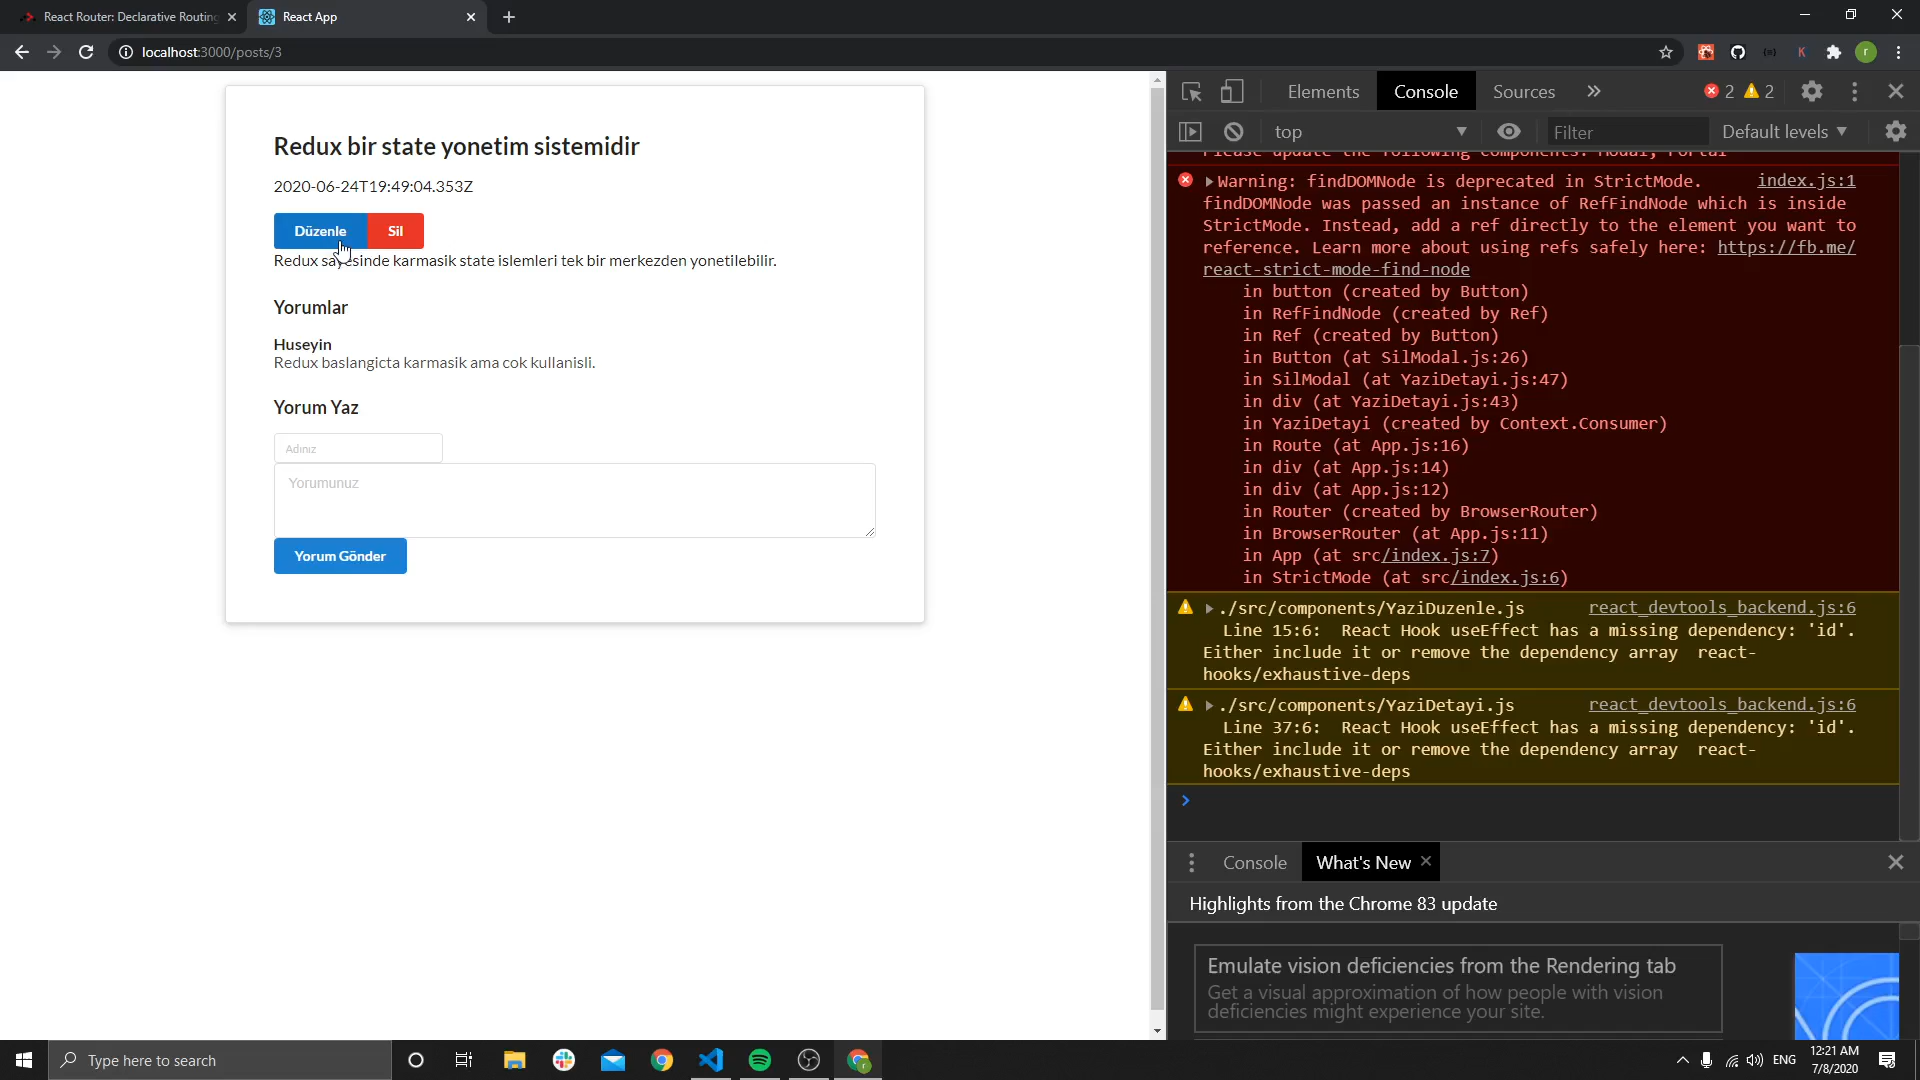 React Router: Declarative Routing
React App
localhost:3000/posts/3
r
Redux bir state yonetim sistemidir
2020-06-24T19:49:04.353Z
Düzenle
Sil
Redux sayesinde karmasik state islemleri tek bir merkezden yonetilebilir.
Yorumlar
Huseyin
Redux baslangicta karmasik ama cok kullanisli.
Yorum Yaz
Adınız
Yorumunuz
Yorum Gönder
Elements
Console
Sources
2
2
top
Filter
Default levels
Please update the following components: Modal, Portal
Warning: findDOMNode is deprecated in StrictMode. index.js:1
findDOMNode was passed an instance of RefFindNode which is inside
StrictMode. Instead, add a ref directly to the element you want to
reference. Learn more about using refs safely here: https://fb.me/
react-strict-mode-find-node
in button (created by Button)
in RefFindNode (created by Ref)
in Ref (created by Button)
in Button (at SilModal.js:26)
in SilModal (at YaziDetayi.js:47)
in div (at YaziDetayi.js:43)
in YaziDetayi (created by Context.Consumer)
in Route (at App.js:16)
in div (at App.js:14)
in div (at App.js:12)
in Router (created by BrowserRouter)
in BrowserRouter (at App.js:11)
in App (at src/index.js:7)
in StrictMode (at src/index.js:6)
./src/components/YaziDuzenle.js react_devtools_backend.js:6
Line 15:6: React Hook useEffect has a missing dependency: 'id'.
Either include it or remove the dependency array react-
hooks/exhaustive-deps
./src/components/YaziDetayi.js react_devtools_backend.js:6
Line 37:6: React Hook useEffect has a missing dependency: 'id'.
Either include it or remove the dependency array react-
hooks/exhaustive-deps
Console
What's New
Highlights from the Chrome 83 update
Emulate vision deficiencies from the Rendering tab
Get a visual approximation of how people with vision
deficiencies might experience your site.
Type here to search
ENG
12:21 AM
7/8/2020